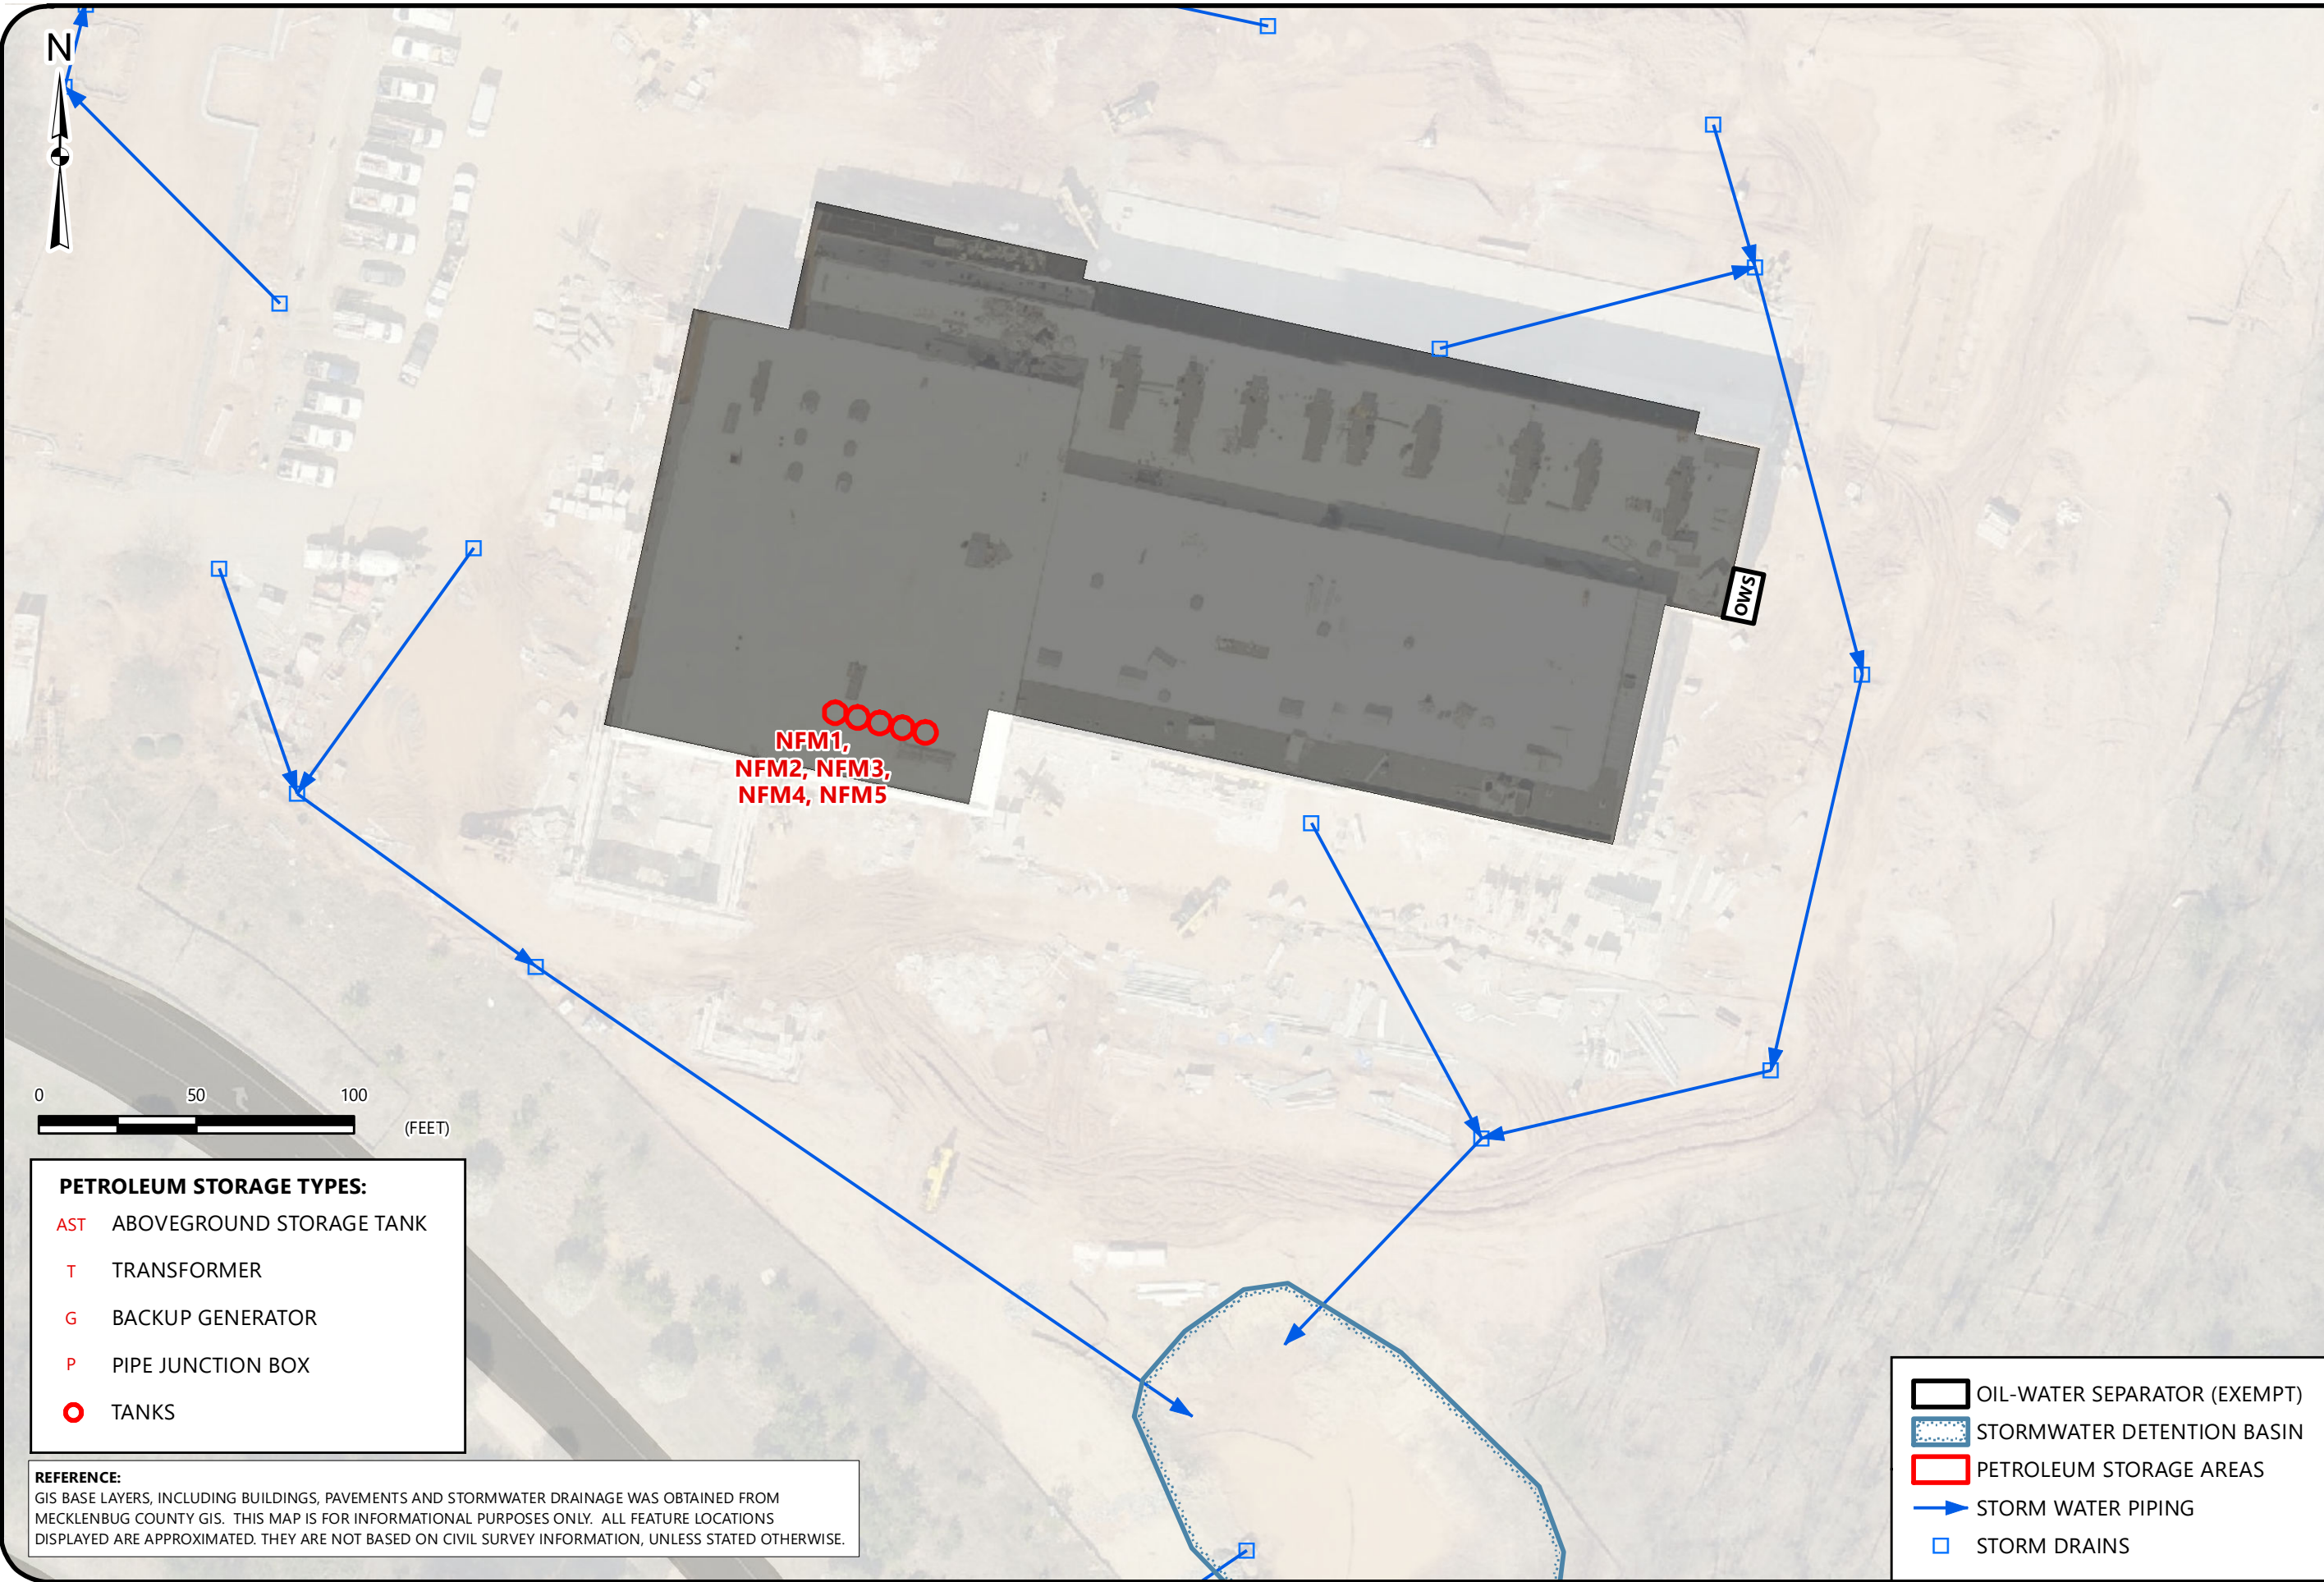 N
OWS
NFM1,
NFM2, NFM3,
NFM4, NFM5
0 50 100
(FEET)
PETROLEUM STORAGE TYPES:
AST ABOVEGROUND STORAGE TANK
T TRANSFORMER
G BACKUP GENERATOR
P PIPE JUNCTION BOX
TANKS
REFERENCE:
GIS BASE LAYERS, INCLUDING BUILDINGS, PAVEMENTS AND STORMWATER DRAINAGE WAS OBTAINED FROM
MECKLENBUG COUNTY GIS. THIS MAP IS FOR INFORMATIONAL PURPOSES ONLY. ALL FEATURE LOCATIONS
DISPLAYED ARE APPROXIMATED. THEY ARE NOT BASED ON CIVIL SURVEY INFORMATION, UNLESS STATED OTHERWISE.
OIL-WATER SEPARATOR (EXEMPT)
STORMWATER DETENTION BASIN
PETROLEUM STORAGE AREAS
STORM WATER PIPING
STORM DRAINS